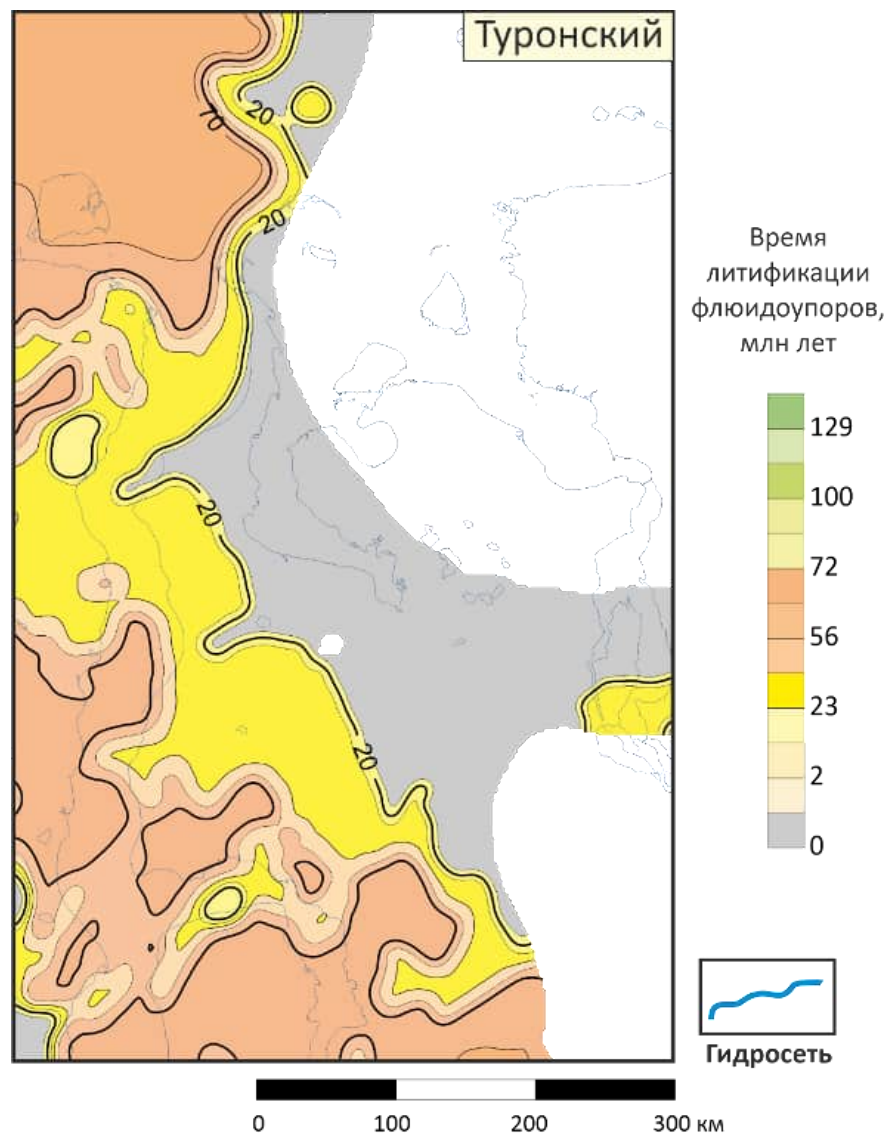 Туронский
20
70
20
20
20
Время
литификации
флюидоупоров,
млн лет
129
100
72
56
23
2
0
Гидросеть
0 100 200 300 км